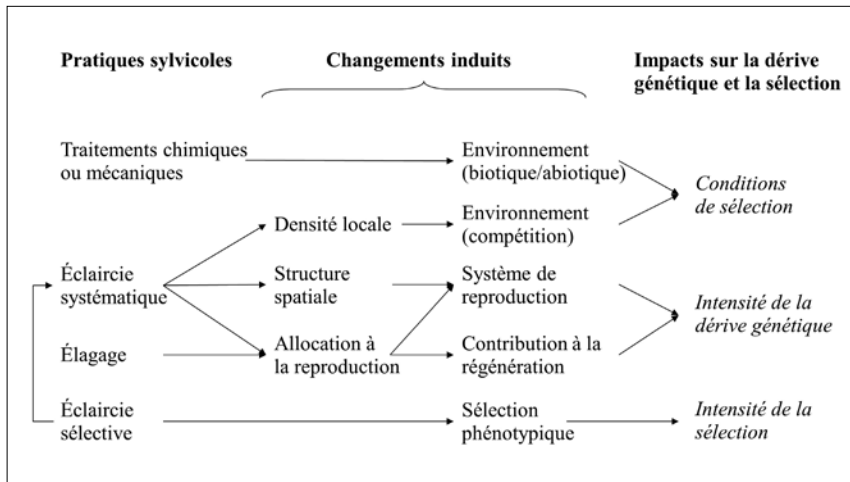 Pratiques sylvicoles
Changements induits
Impacts sur la dérive
génétique et la sélection
Traitements chimiques
ou mécaniques
Environnement
(biotique/abiotique)
Conditions
de sélection
Densité locale
Environnement
(compétition)
Éclaircie
systématique
Structure
spatiale
Système de
reproduction
Intensité de la
dérive génétique
Élagage
Allocation à
la reproduction
Contribution à la
régénération
Éclaircie
sélective
Sélection
phénotypique
Intensité de la
sélection